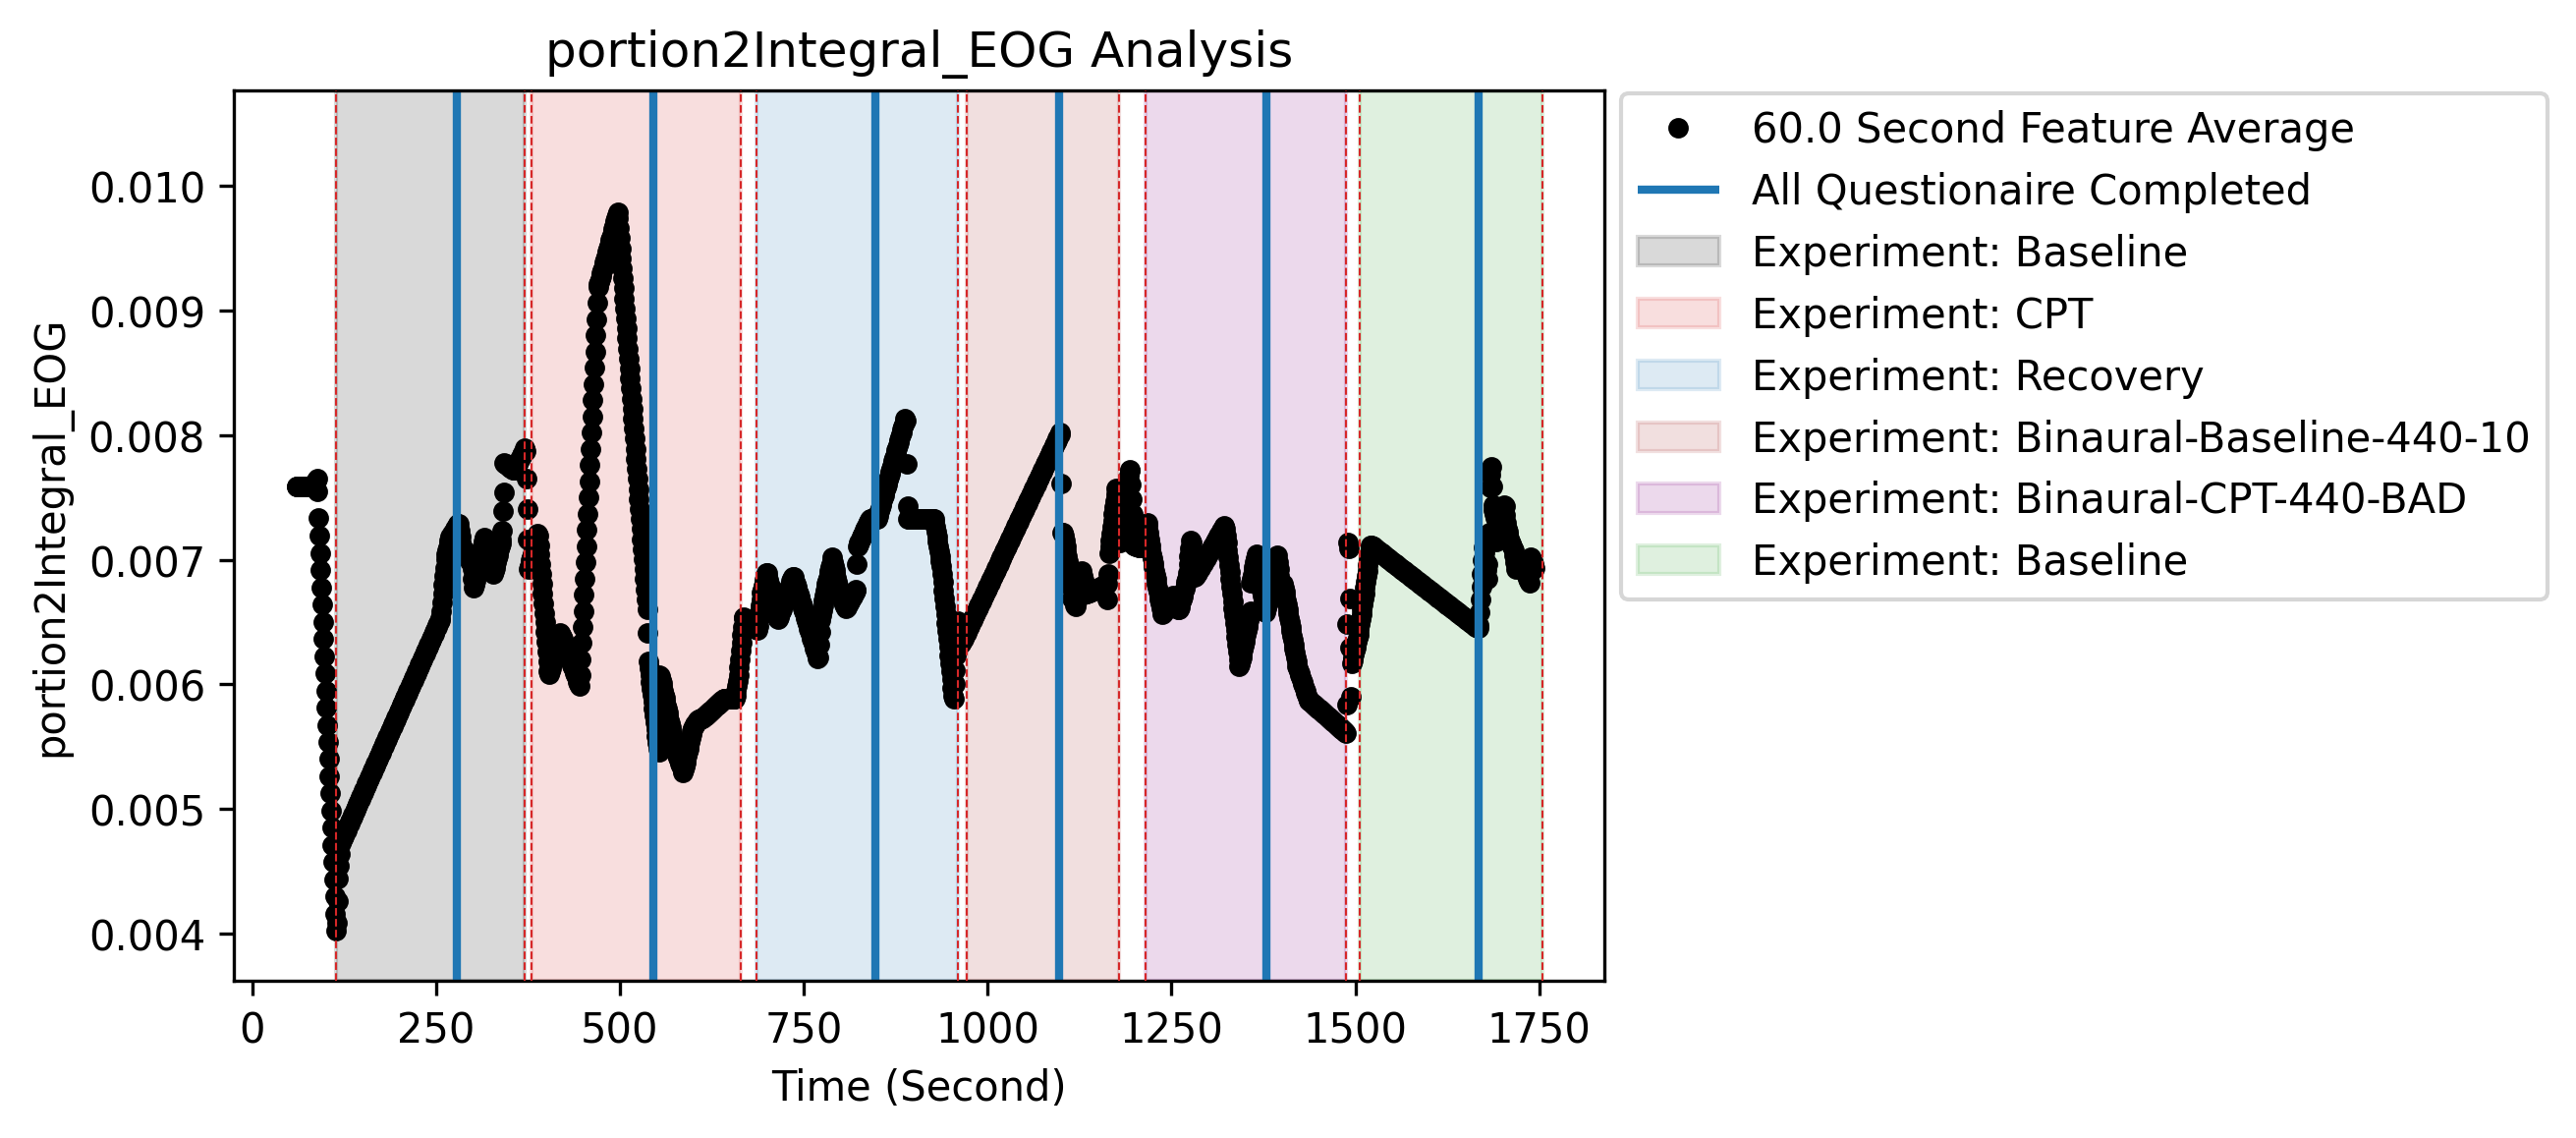 portion2Integral_EOG Analysis
portion2Integral_EOG
0.010
0.009
0.008
0.007
0.006
0.005
0.004
0 250 500 750 1000 1250 1500 1750
Time (Second)
60.0 Second Feature Average
All Questionaire Completed
Experiment: Baseline
Experiment: CPT
Experiment: Recovery
Experiment: Binaural-Baseline-440-10
Experiment: Binaural-CPT-440-BAD
Experiment: Baseline